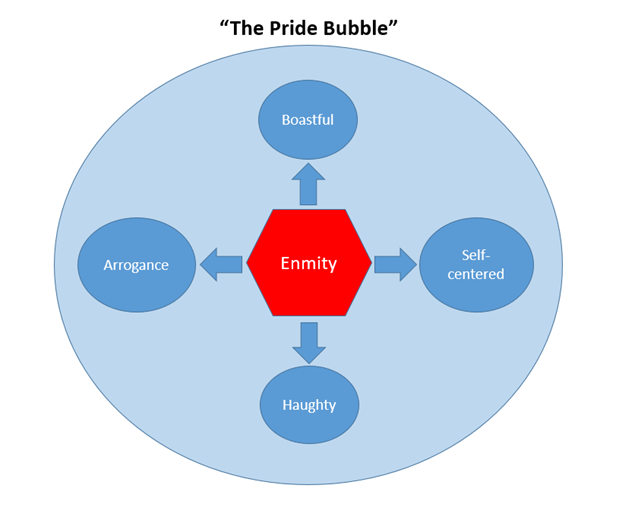 “The Pride Bubble”
Boastful
Arrogance
Enmity
Self-
centered
Haughty